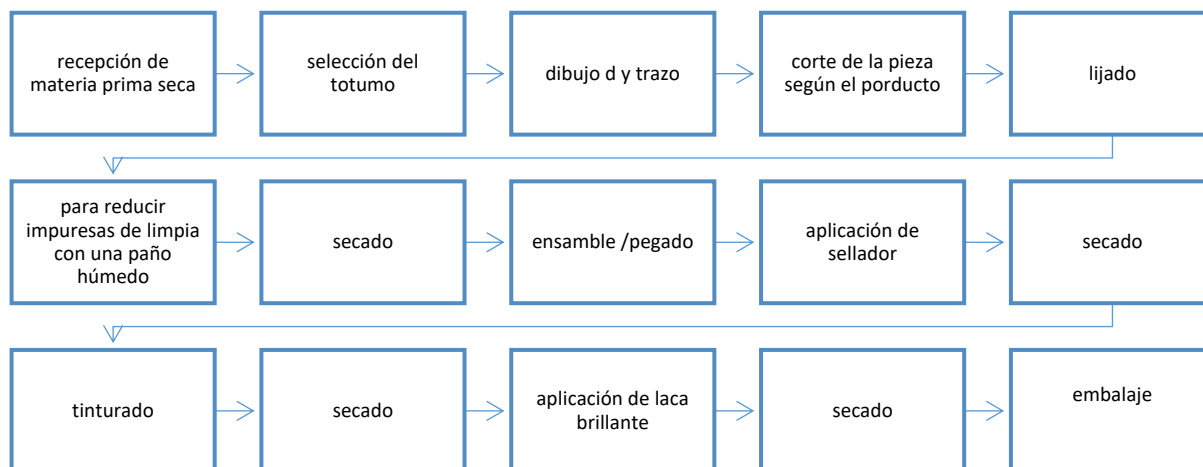 recepción de
materia prima seca
selección del
totumo
dibujo d y trazo
corte de la pieza
según el porducto
lijado
para reducir
impuresas de limpia
con una paño
húmedo
secado
ensamble /pegado
aplicación de
sellador
secado
tinturado
secado
aplicación de laca
brillante
secado
embalaje